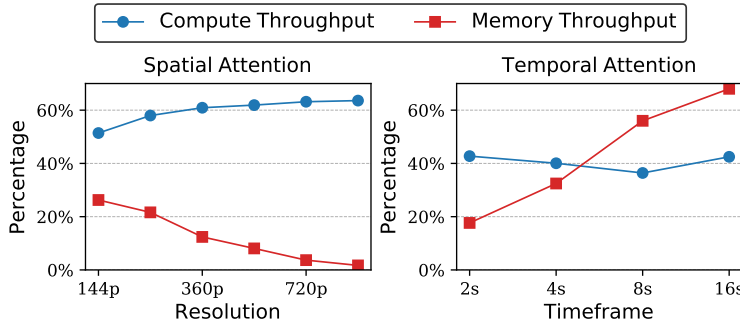 Compute Throughput Memory Throughput
Spatial Attention
60%
40%
20%
0%
Percentage
144p 360p 720p
Resolution
Temporal Attention
60%
40%
20%
0%
Percentage
2s 4s 8s 16s
Timeframe